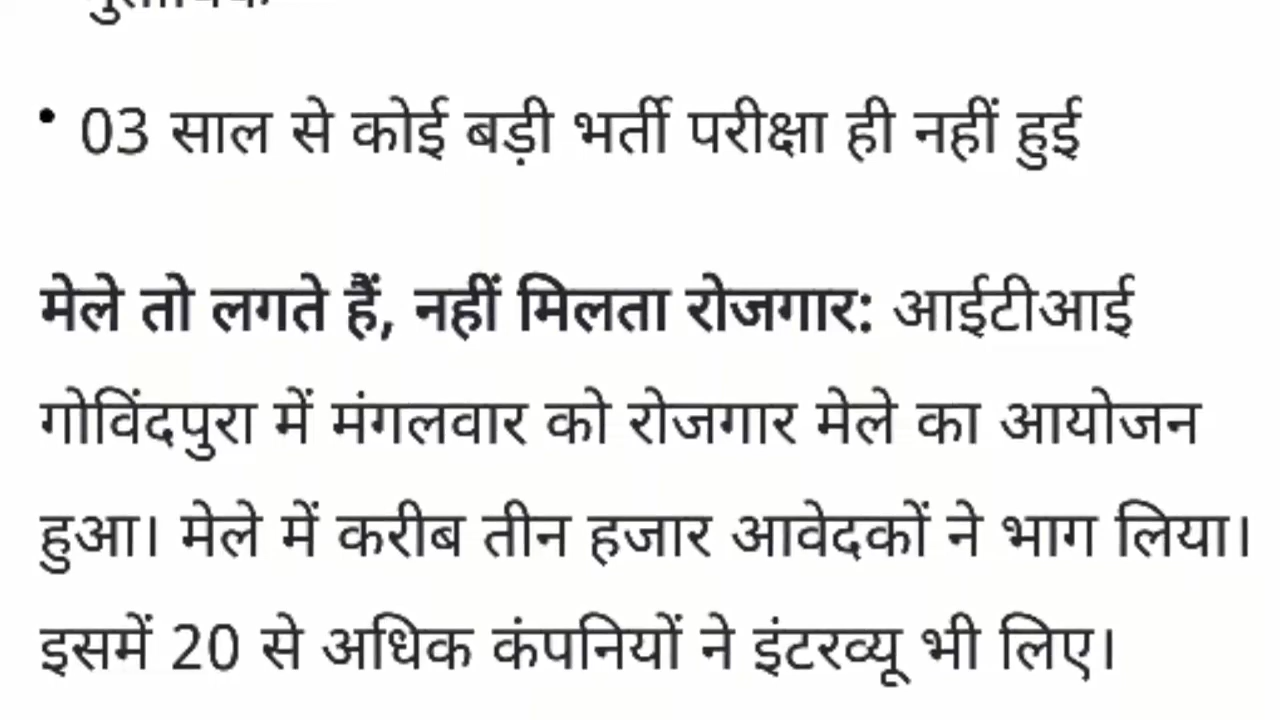 • 03 साल से कोई बड़ी भर्ती परीक्षा ही नहीं हुई
मेले तो लगते हैं, नहीं मिलता रोजगार: आईटीआई
गोविंदपुरा में मंगलवार को रोजगार मेले का आयोजन
हुआ। मेले में करीब तीन हजार आवेदकों ने भाग लिया।
इसमें 20 से अधिक कंपनियों ने इंटरव्यू भी लिए।